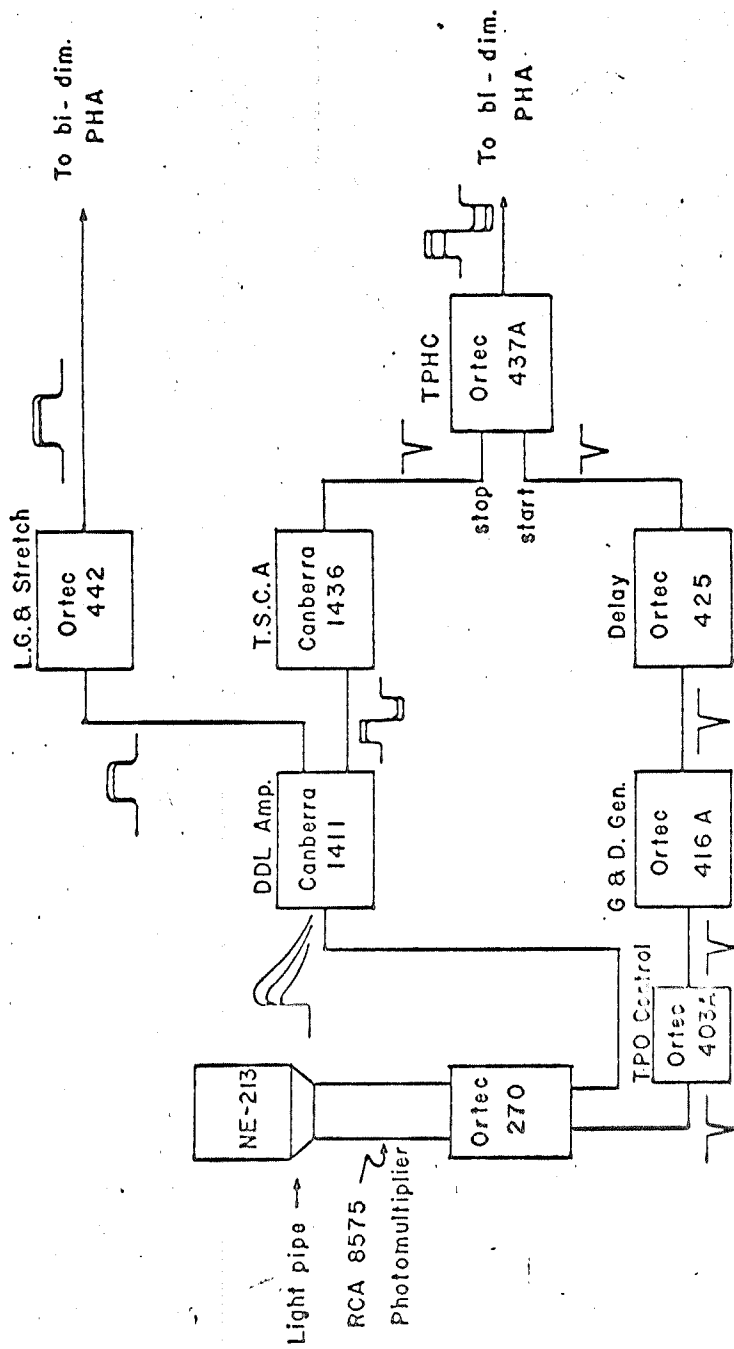 Light pipe
RCA 8575
Photomultiplier
NE-213
Ortec
270
T.P.O Control
Ortec
403A
DDL Amp.
Canberra
1411
G & D. Gen.
Ortec
416 A
L.G. & Stretch
Ortec
442
T.S.C.A
Canberra
1436
Delay
Ortec
425
stop
start
TPHC
Ortec
437A
To bi - dim.
PHA
To bi - dim.
PHA